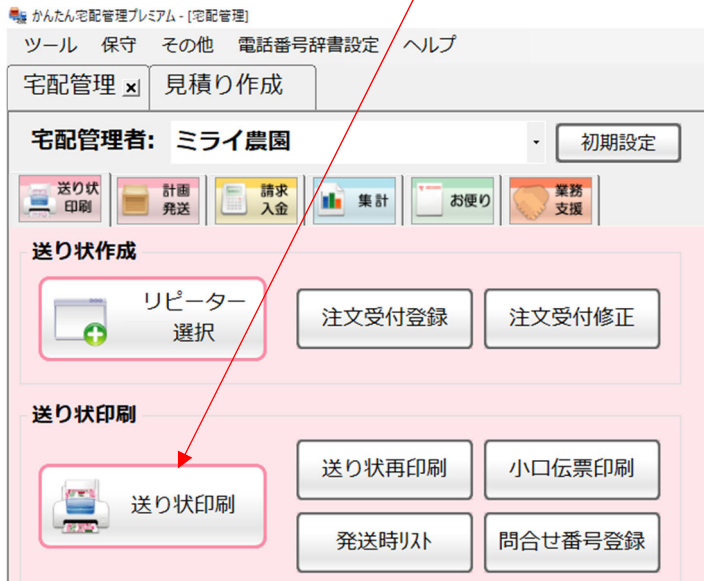 かんたん宅配管理プレミアム - [宅配管理]
ツール 保守 その他 電話番号辞書設定 ヘルプ
宅配管理 x 見積り作成
宅配管理者: ミライ農園 初期設定
送り状
印刷
計画
発送
請求
入金
集計
お便り
業務
支援
送り状作成
リピーター
選択
注文受付登録 注文受付修正
送り状印刷
送り状印刷
送り状再印刷 小口伝票印刷
発送時リスト 問合せ番号登録